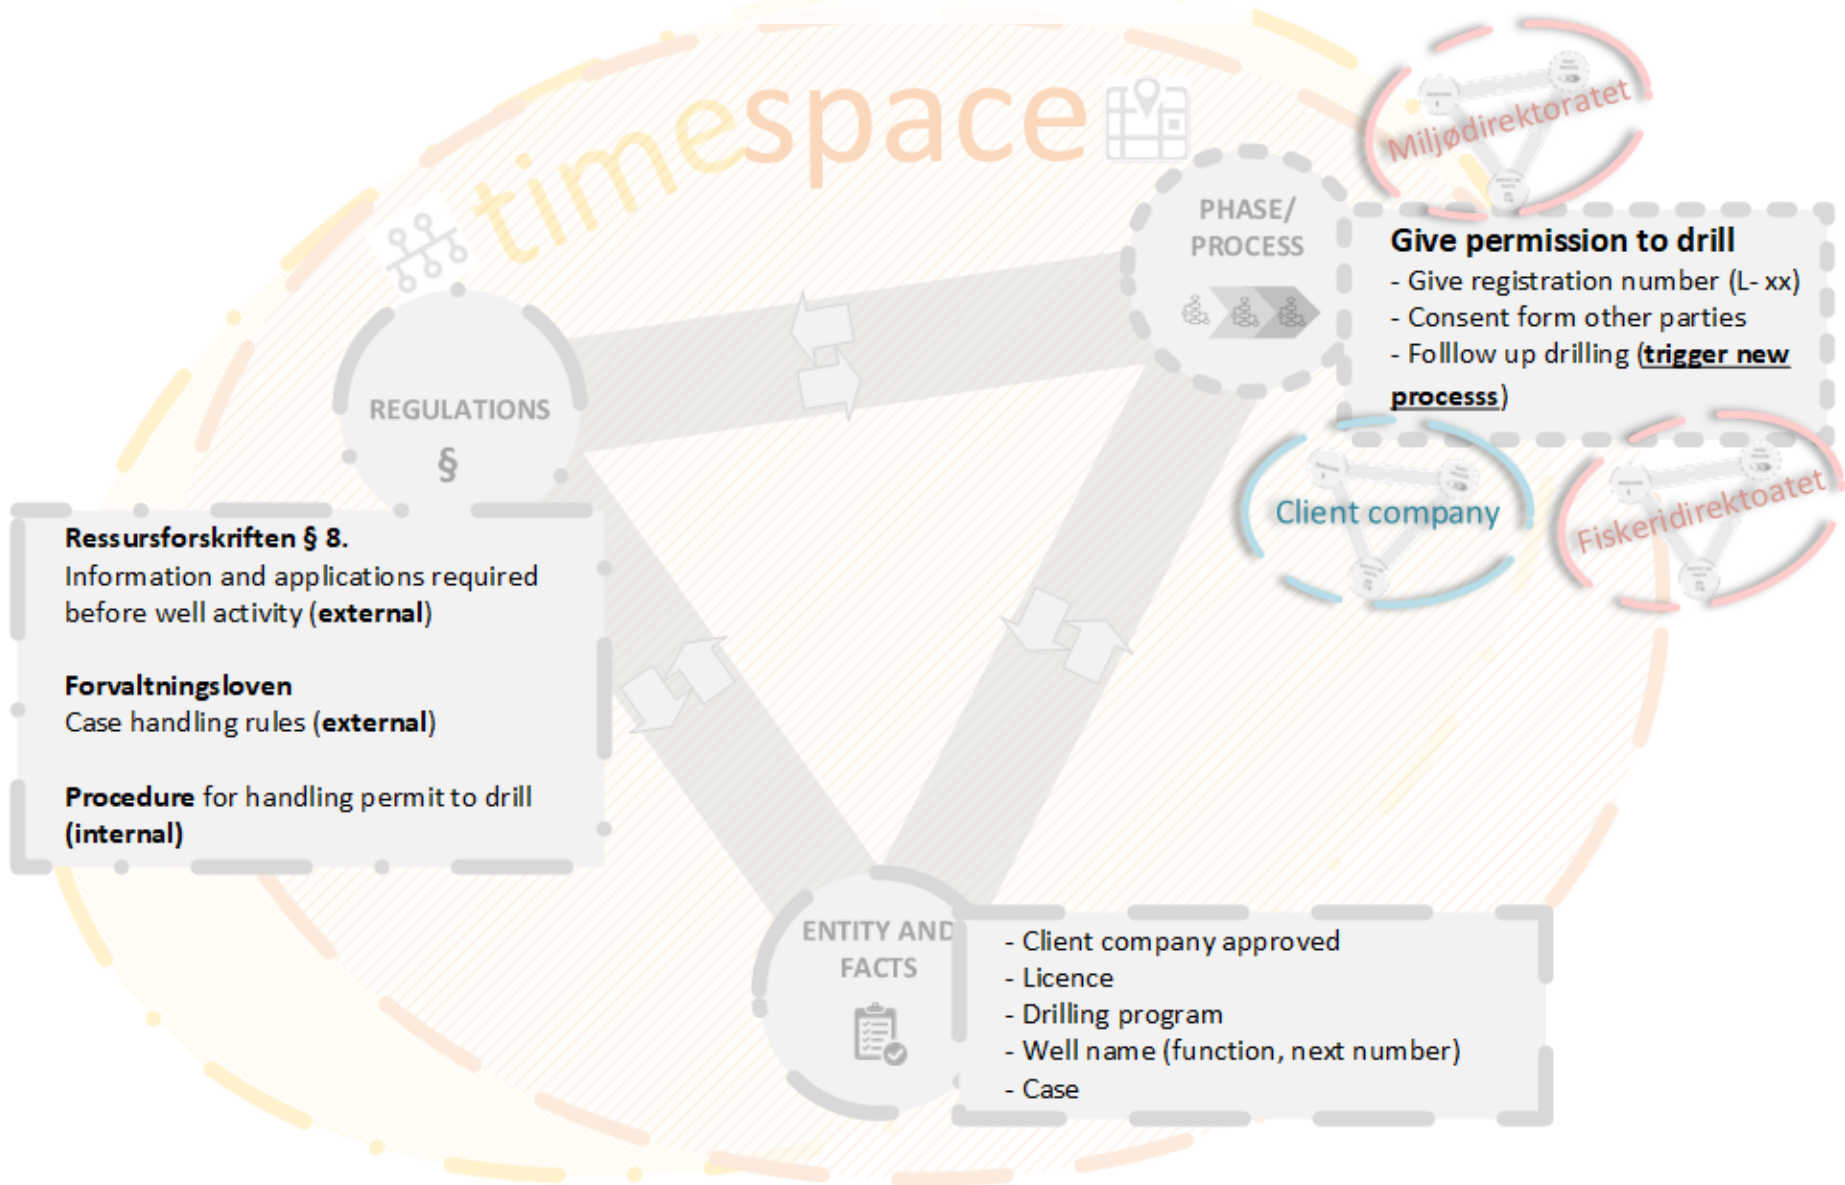 timespace
Miljødirektoratet
PHASE/
PROCESS
Give permission to drill
- Give registration number (L- xx)
- Consent form other parties
- Folllow up drilling (trigger new
processs)
REGULATIONS
§
Client company
Fiskeridirektoatet
Ressursforskriften § 8.
Information and applications required
before well activity (external)
Forvaltningsloven
Case handling rules (external)
Procedure for handling permit to drill
(internal)
ENTITY AND
FACTS
- Client company approved
- Licence
- Drilling program
- Well name (function, next number)
- Case